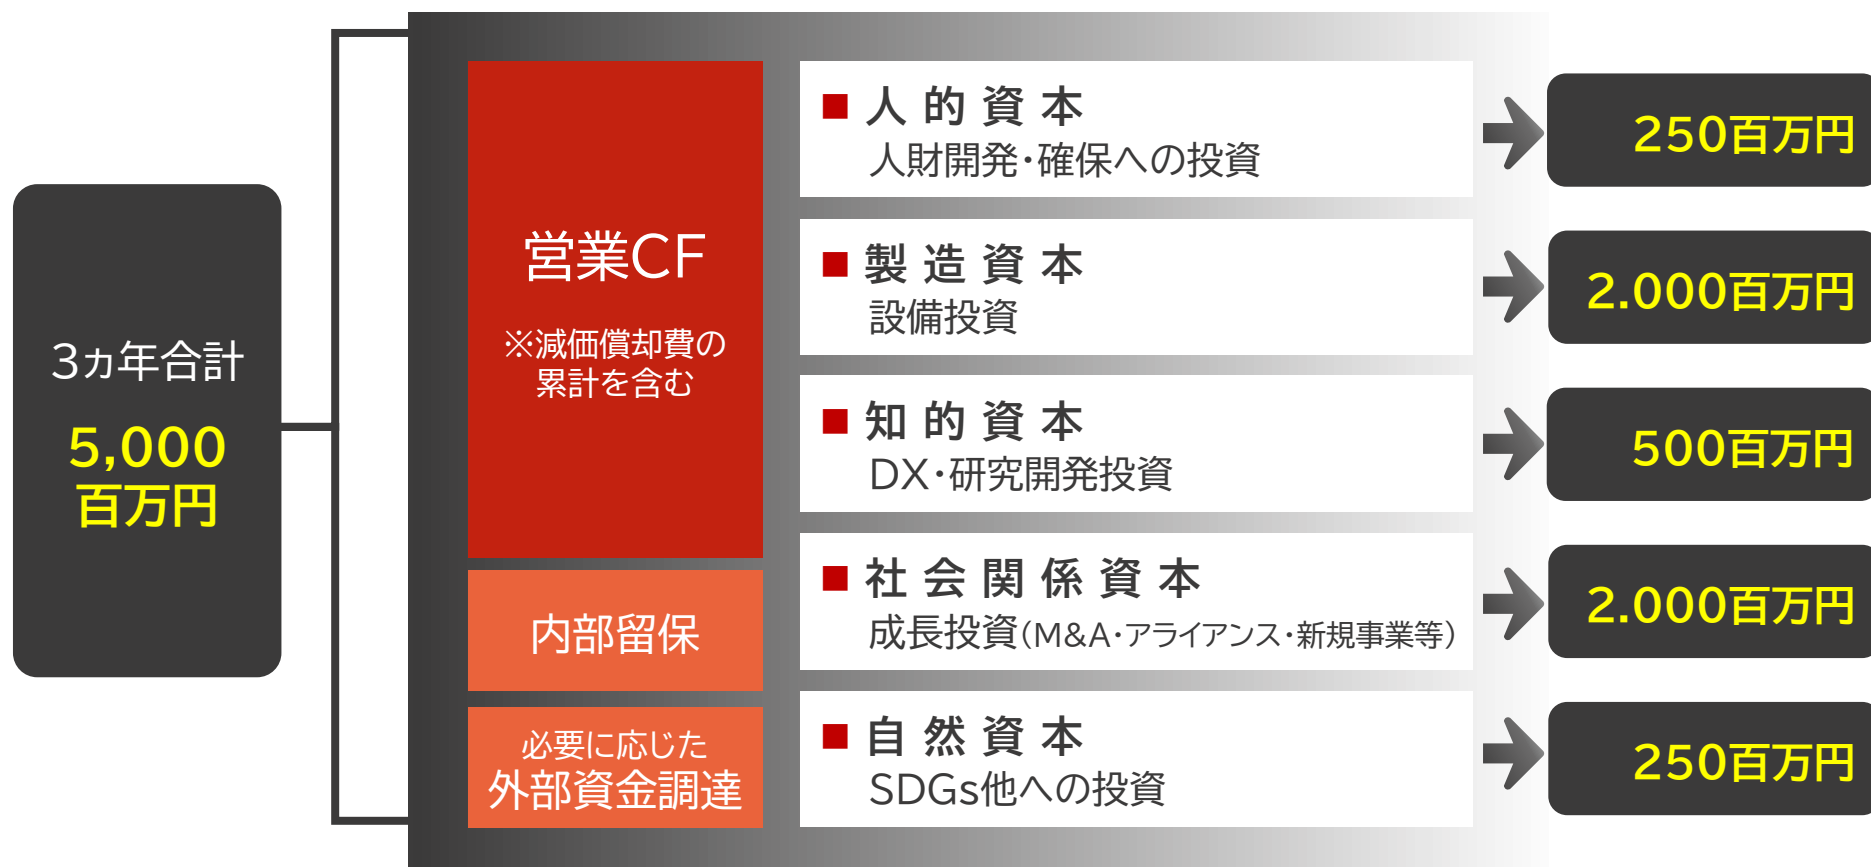 3ヵ年合計
5,000
百万円
営業CF
※減価償却費の
累計を含む
内部留保
必要に応じた
外部資金調達
■人的資本
人財開発・確保への投資
250百万円
■製造資本
設備投資
2.000百万円
■知的資本
DX・研究開発投資
500百万円
■社会関係資本
成長投資(M&A・アライアンス・新規事業等)
2.000百万円
■自然資本
SDGs他への投資
250百万円